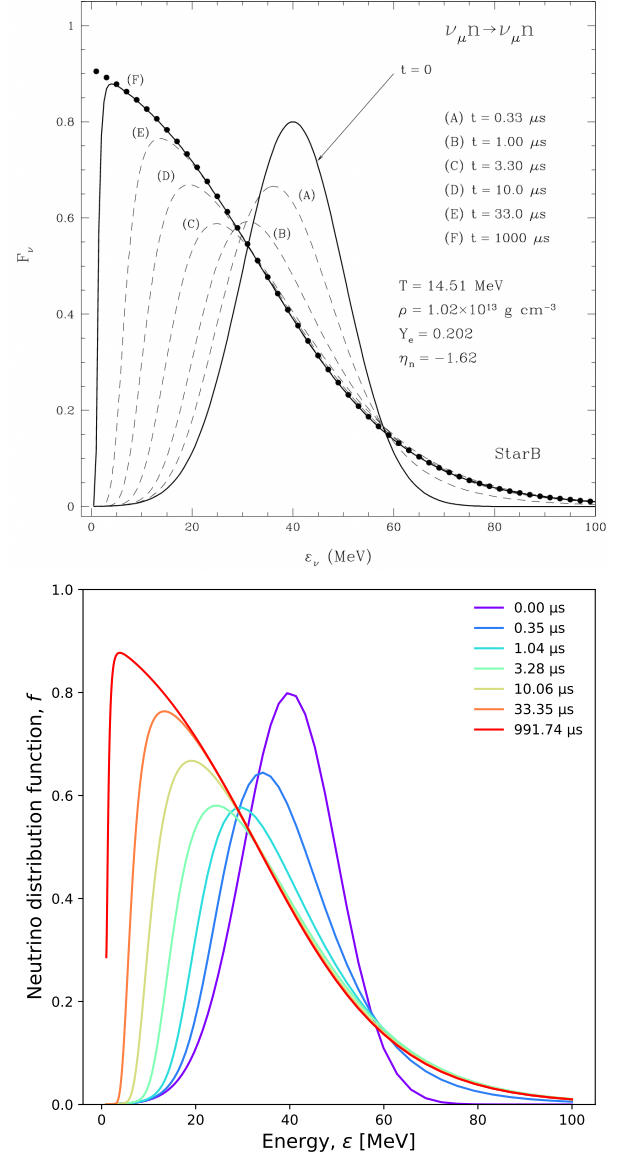 ν_μn→ν_μn
t=0
(A) t=0.33 μs
(B) t=1.00 μs
(C) t=3.30 μs
(D) t=10.0 μs
(E) t=33.0 μs
(F) t=1000 μs
T=14.51 MeV
ρ=1.02×10¹³ g cm⁻³
Y_e=0.202
η_n=−1.62
StarB
(F)
(E)
(D)
(C)
(A)
(B)
F_ν
1
0.8
0.6
0.4
0.2
0
0 20 40 60 80 100
ε_ν (MeV)
Neutrino distribution function, f
1.0
0.8
0.6
0.4
0.2
0.0
0.00 μs
0.35 μs
1.04 μs
3.28 μs
10.06 μs
33.35 μs
991.74 μs
0 20 40 60 80 100
Energy, ε [MeV]